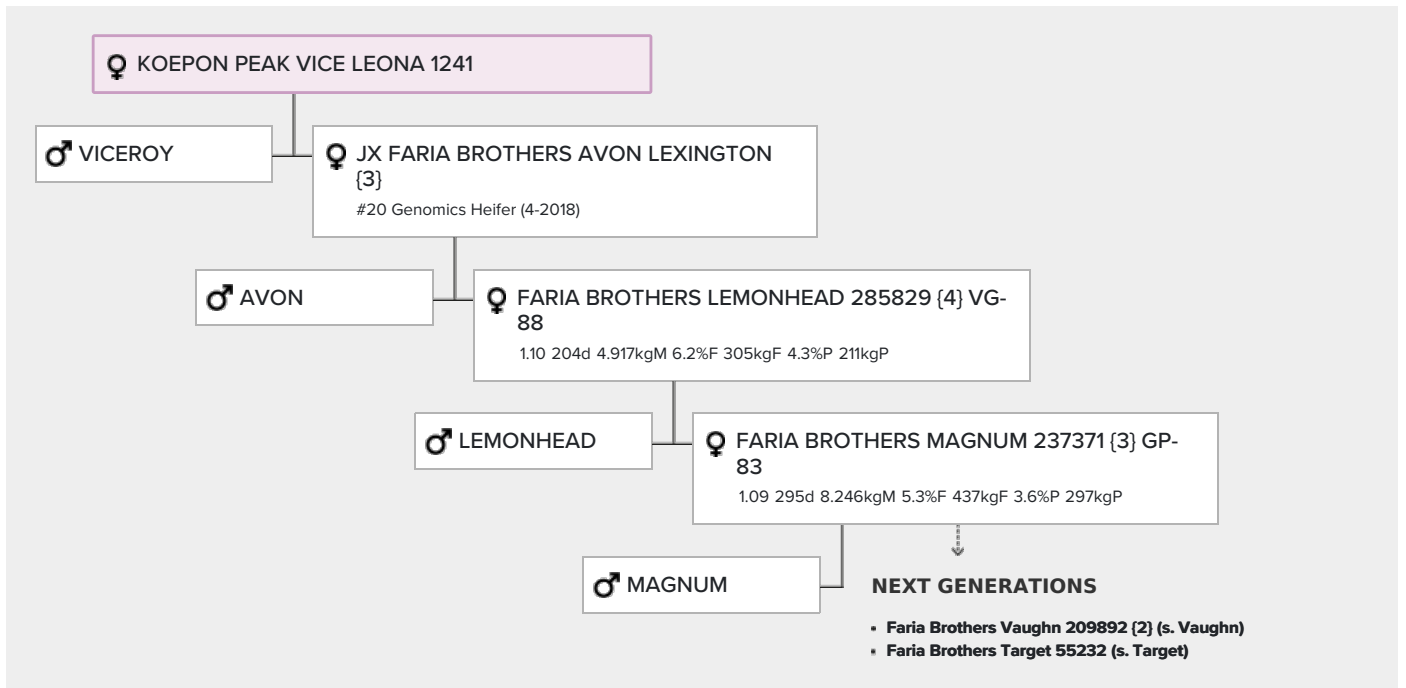 KOEPON PEAK VICE LEONA 1241
VICEROY
JX FARIA BROTHERS AVON LEXINGTON
{3}
#20 Genomics Heifer (4-2018)
AVON
FARIA BROTHERS LEMONHEAD 285829 {4} VG-
88
1.10 204d 4.917kgM 6.2%F 305kgF 4.3%P 211kgP
LEMONHEAD
FARIA BROTHERS MAGNUM 237371 {3} GP-
83
1.09 295d 8.246kgM 5.3%F 437kgF 3.6%P 297kgP
MAGNUM
NEXT GENERATIONS
Faria Brothers Vaughn 209892 {2} (s. Vaughn)
Faria Brothers Target 55232 (s. Target)